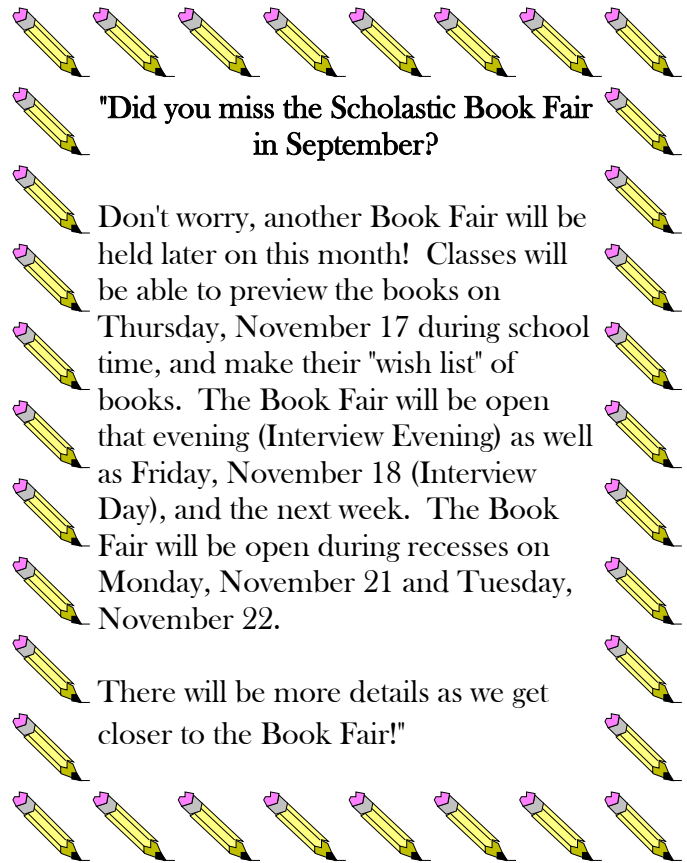 "Did you miss the Scholastic Book Fair
in September?
Don't worry, another Book Fair will be
held later on this month!  Classes will
be able to preview the books on
Thursday, November 17 during school
time, and make their "wish list" of
books.  The Book Fair will be open
that evening (Interview Evening) as well
as Friday, November 18 (Interview
Day), and the next week.  The Book
Fair will be open during recesses on
Monday, November 21 and Tuesday,
November 22.
There will be more details as we get
closer to the Book Fair!"